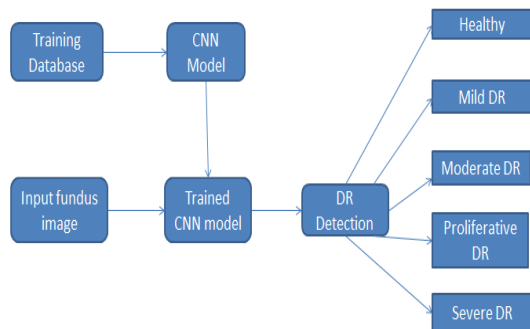 Training
Database
CNN
Model
Input fundus
image
Trained
CNN model
DR
Detection
Healthy
Mild DR
Moderate DR
Proliferative
DR
Severe DR